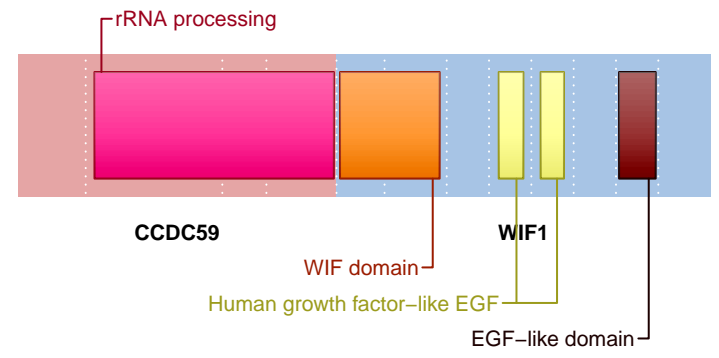 rRNA processing
CCDC59
WIF1
WIF domain
Human growth factor−like EGF
EGF−like domain